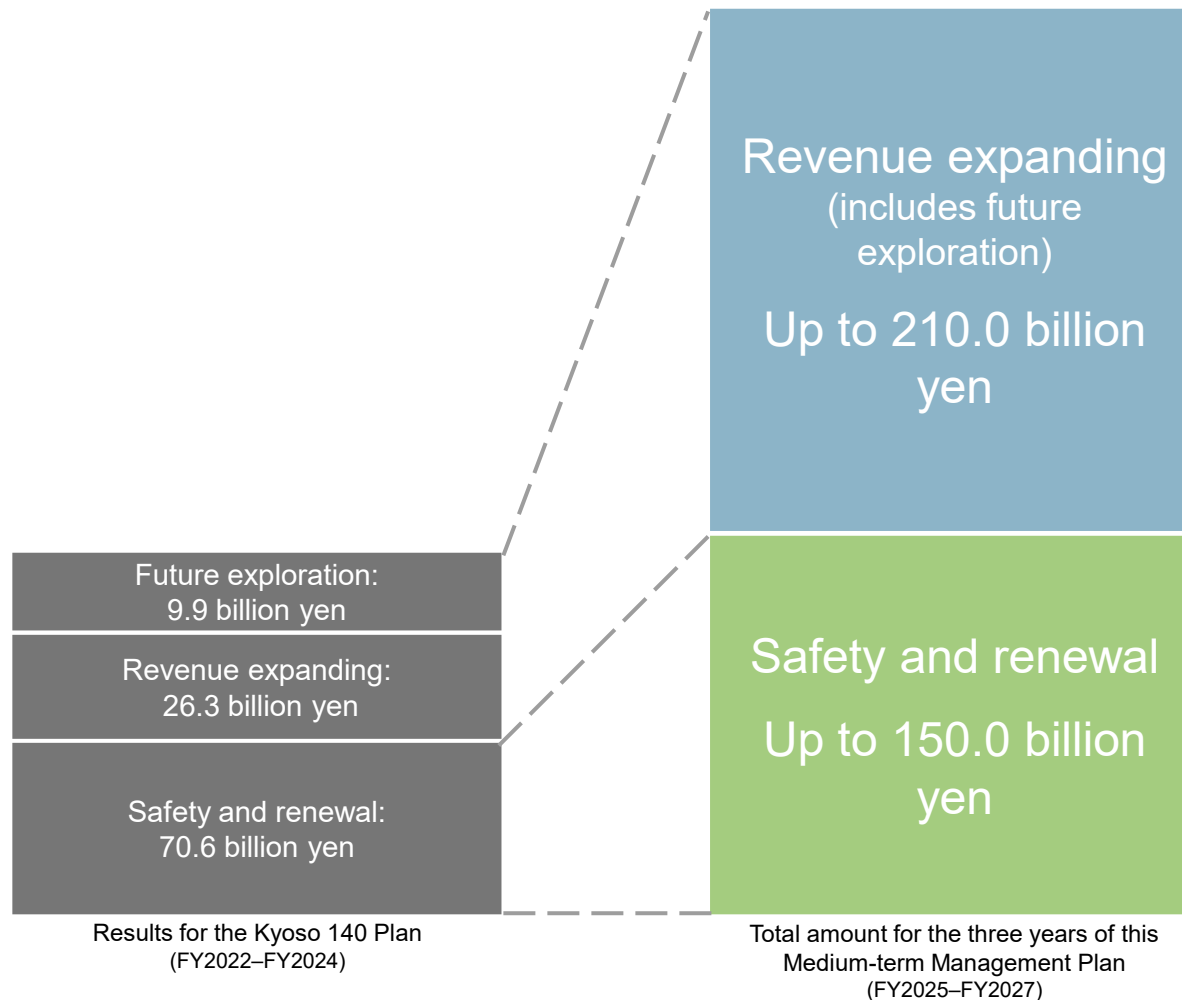 Revenue expanding
(includes future
exploration)
Up to 210.0 billion
yen
Future exploration:
9.9 billion yen
Revenue expanding:
26.3 billion yen
Safety and renewal:
70.6 billion yen
Safety and renewal
Up to 150.0 billion
yen
Results for the Kyoso 140 Plan
(FY2022–FY2024)
Total amount for the three years of this
Medium-term Management Plan
(FY2025–FY2027)